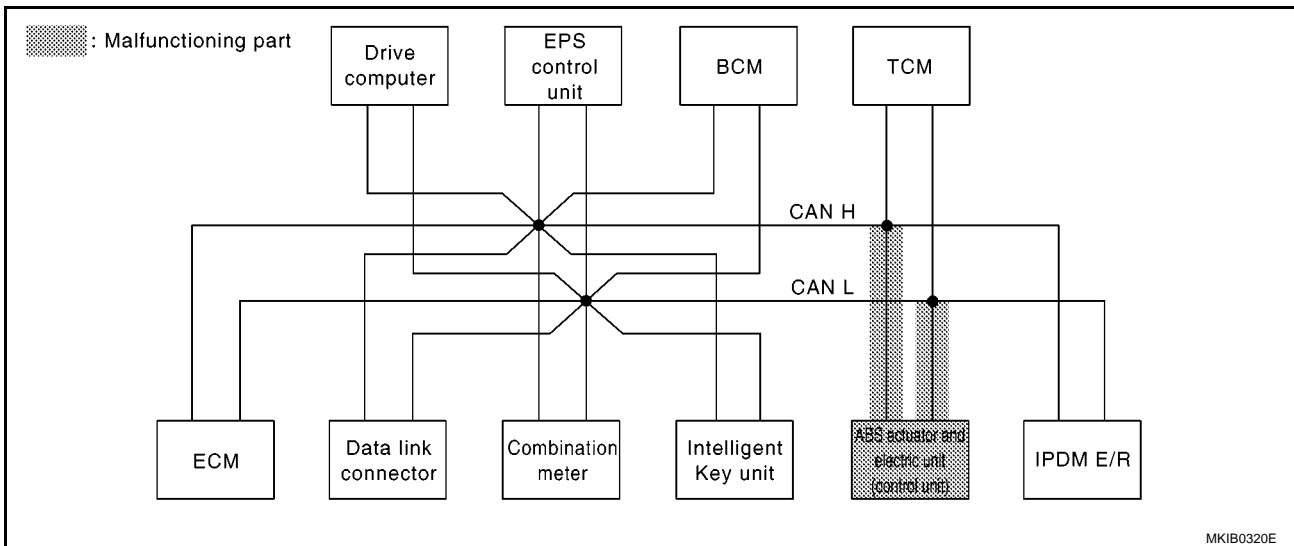 : Malfunctioning part
Drive
computer
EPS
control
unit
BCM
TCM
CAN H
CAN L
ECM
Data link
connector
Combination
meter
Intelligent
Key unit
ABS actuator and
electric unit
(control unit)
IPDM E/R
MKIB0320E